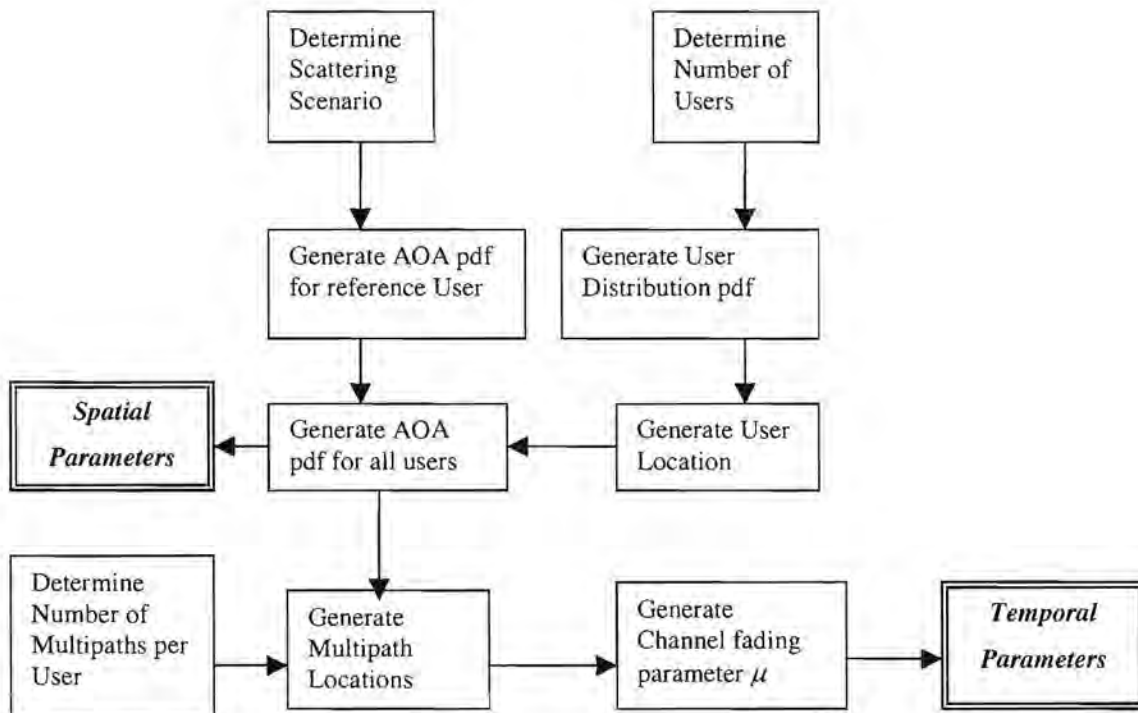 Determine
Scattering
Scenario
Determine
Number of
Users
Generate AOA pdf
for reference User
Generate User
Distribution pdf
Spatial
Parameters
Generate AOA
pdf for all users
Generate User
Location
Determine
Number of
Multipaths per
User
Generate
Multipath
Locations
Generate
Channel fading
parameter μ
Temporal
Parameters